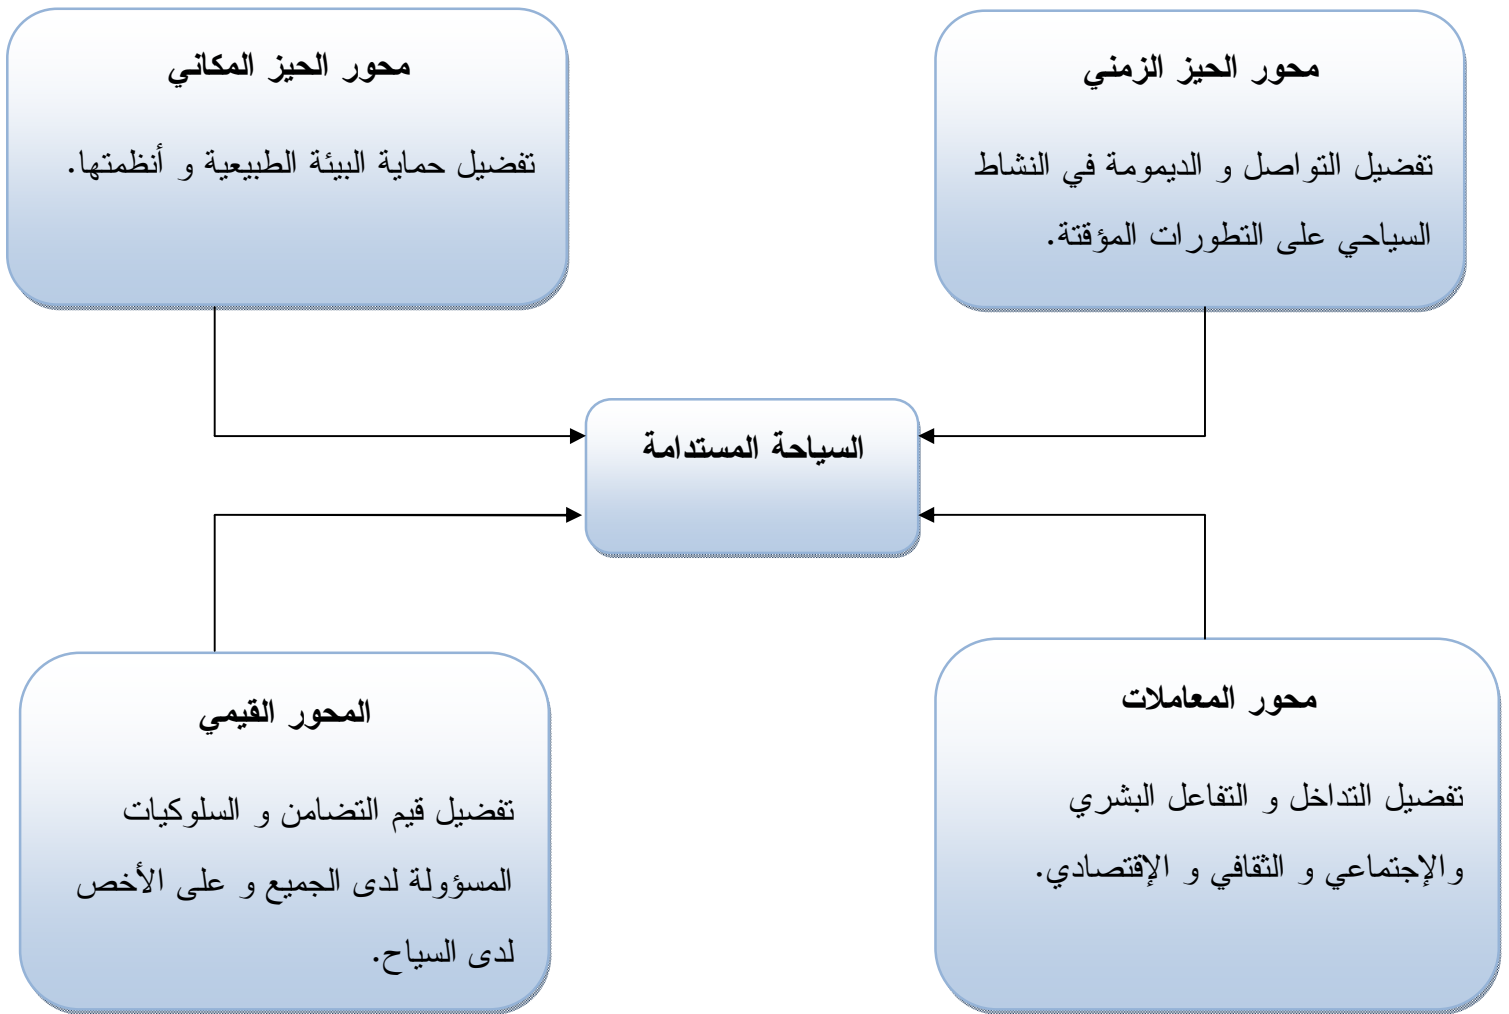 محور الحيز الزمني
تفضيل التواصل و الديمومة في النشاط
السياحي على التطورات المؤقتة.
محور الحيز المكاني
تفضيل حماية البيئة الطبيعية و أنظمتها.
السياحة المستدامة
محور المعاملات
تفضيل التداخل و التفاعل البشري
والإجتماعي و الثقافي و الإقتصادي.
المحور القيمي
تفضيل قيم التضامن و السلوكيات
المسؤولة لدى الجميع و على الأخص
لدى السياح.